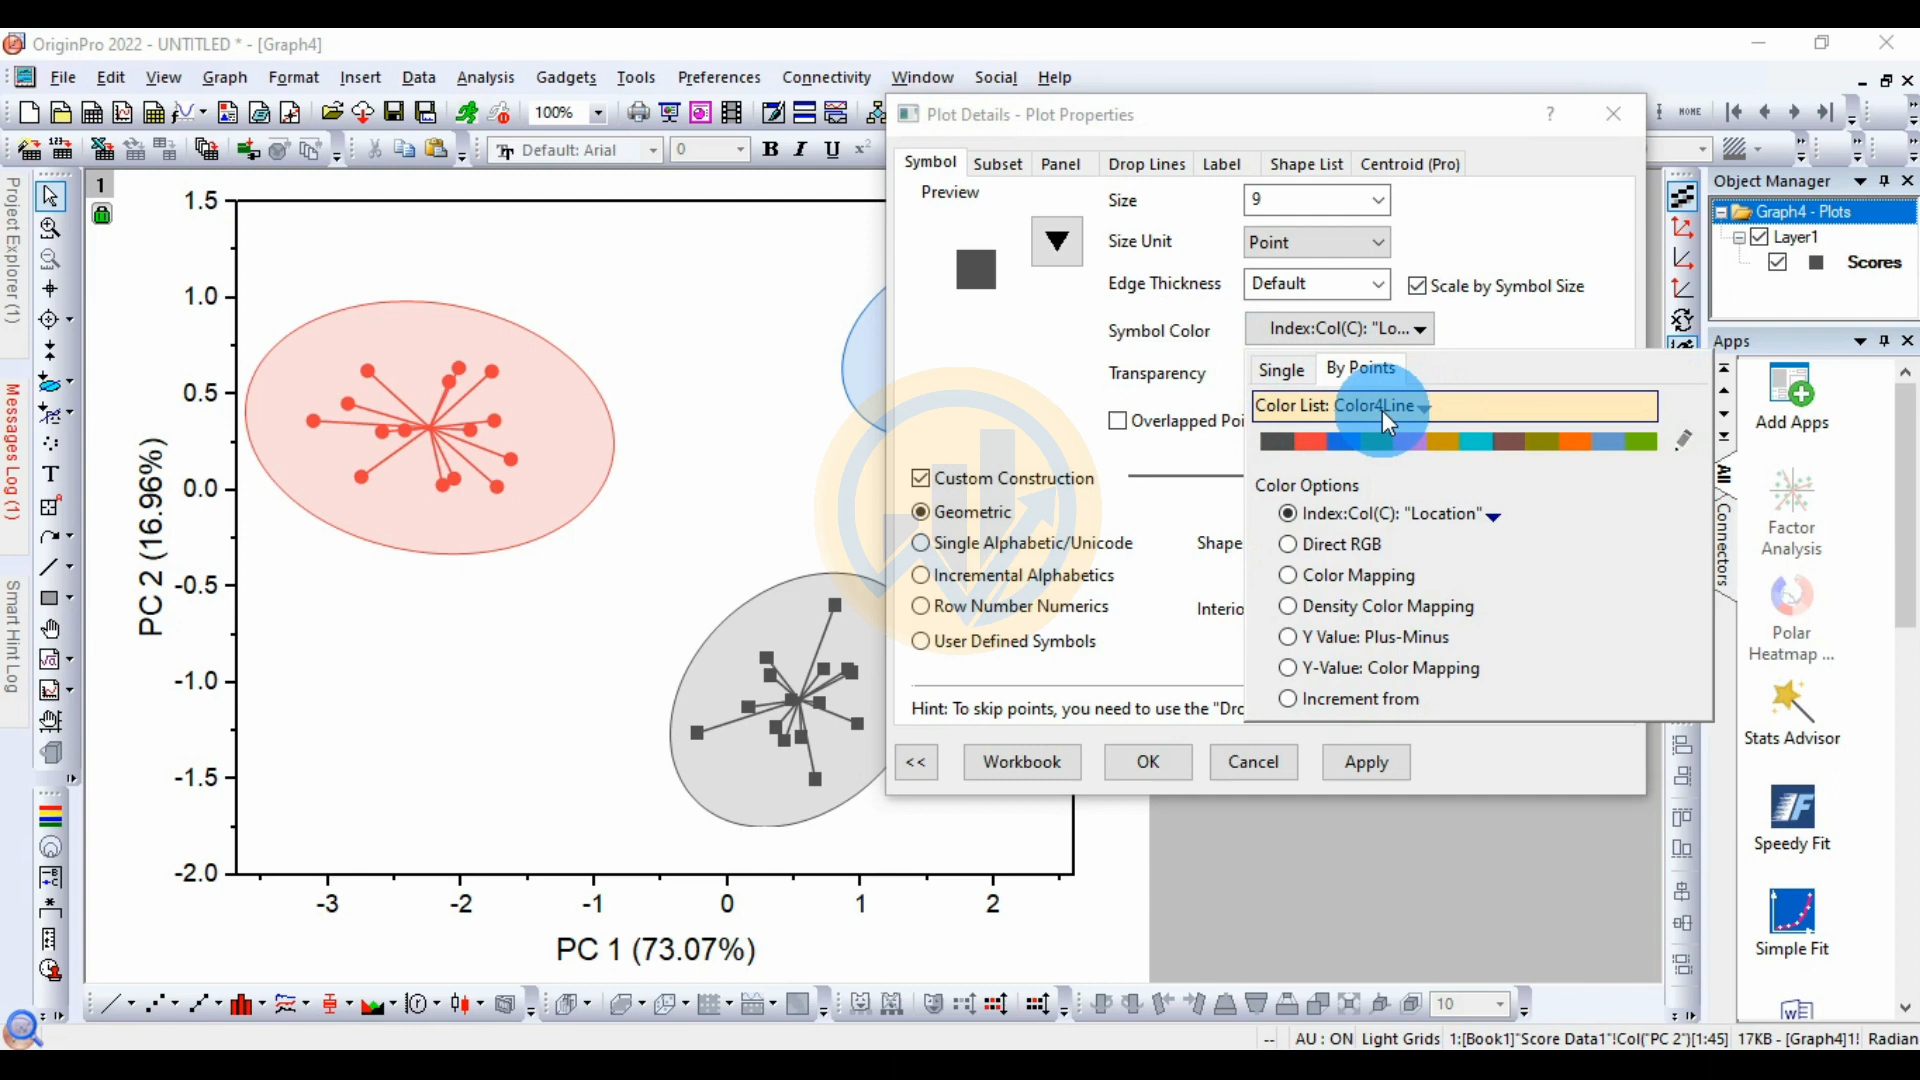 OriginPro 2022 - UNTITLED * - [Graph4]
File Edit View Graph Format Insert Data Analysis Gadgets Tools Preferences Connectivity Window Social Help
100%
HOME
Default: Arial 0 B I U x²
Project Explorer (1)
Messages Log (1)
Smart Hint Log
1
1.5
1.0
0.5
0.0
-0.5
-1.0
-1.5
-2.0
PC 2 (16.96%)
-3 -2 -1 0 1 2
PC 1 (73.07%)
Plot Details - Plot Properties
Symbol Subset Panel Drop Lines Label Shape List Centroid (Pro)
Preview
Size 9
Size Unit Point
Edge Thickness Default Scale by Symbol Size
Symbol Color Index:Col(C): "Lo...
Transparency
Overlapped Poi
Custom Construction
Geometric
Single Alphabetic/Unicode
Incremental Alphabetics
Row Number Numerics
User Defined Symbols
Shape
Interio
Hint: To skip points, you need to use the "Dro
<< Workbook OK Cancel Apply
Single By Points
Color List: Color4Line
Color Options
Index:Col(C): "Location"
Direct RGB
Color Mapping
Density Color Mapping
Y Value: Plus-Minus
Y-Value: Color Mapping
Increment from
Object Manager
Graph4 - Plots
Layer1
Scores
Apps
All
Connectors
Add Apps
Factor Analysis
Polar Heatmap ...
Stats Advisor
Speedy Fit
Simple Fit
10
-- AU : ON Light Grids 1:[Book1]"Score Data1"!Col("PC 2")[1:45] 17KB - [Graph4]1! Radian